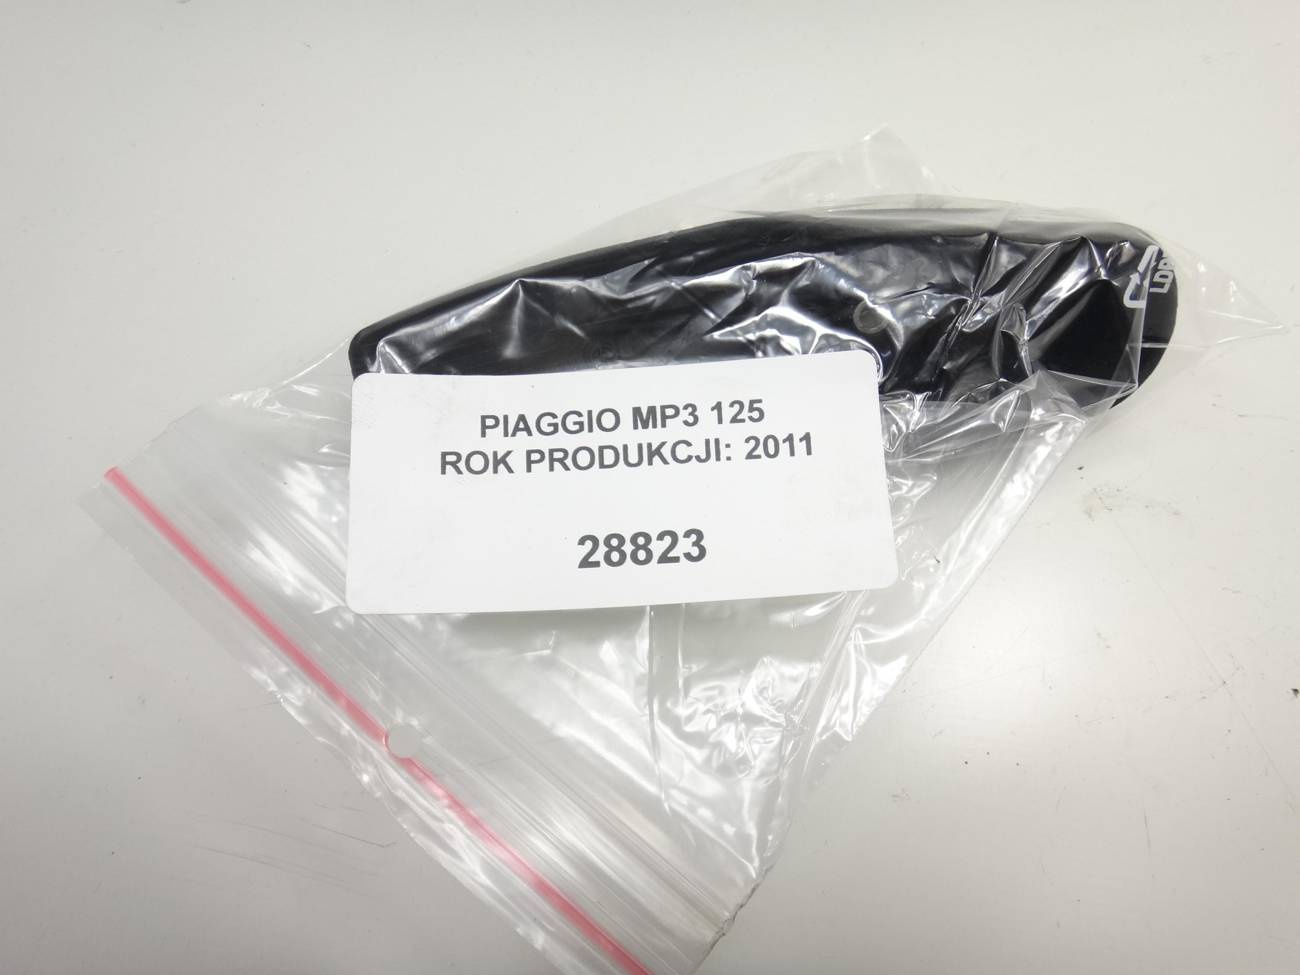 PIAGGIO MP3 125
ROK PRODUKCJI: 2011
28823